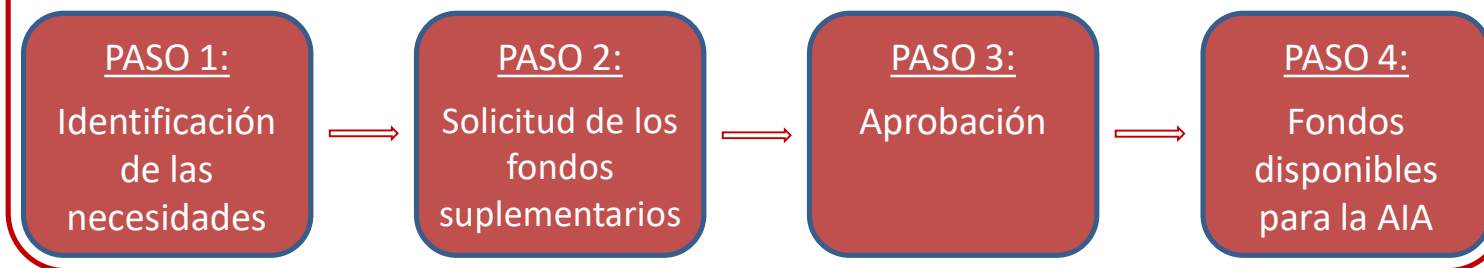 PASO 1:
Identificación
de las
necesidades
PASO 2:
Solicitud de los
fondos
suplementarios
PASO 3:
Aprobación
PASO 4:
Fondos
disponibles
para la AIA